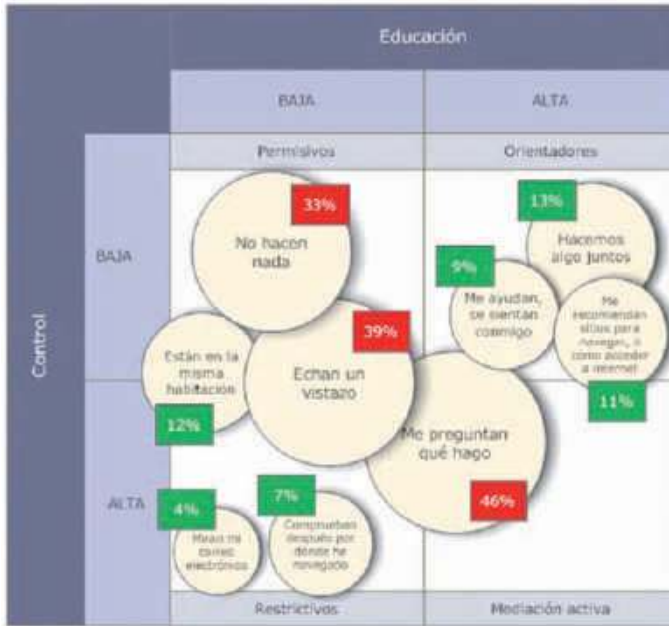 Educación
BAJA
ALTA
Permisivos
Orientadores
Control
BAJA
ALTA
33%
No hacen
nada
13%
Hacemos
algo juntos
9%
Me ayudan,
se sientan
conmigo
Me
recomiendan
sitios para
navegar, o
cómo acceder
a internet
11%
39%
Echan un
vistazo
Están en la
misma
habitación
12%
Me preguntan
qué hago
46%
4%
Miran mi
correo
electrónico
7%
Comprueban
después por
dónde he
navegado
Restrictivos
Mediación activa